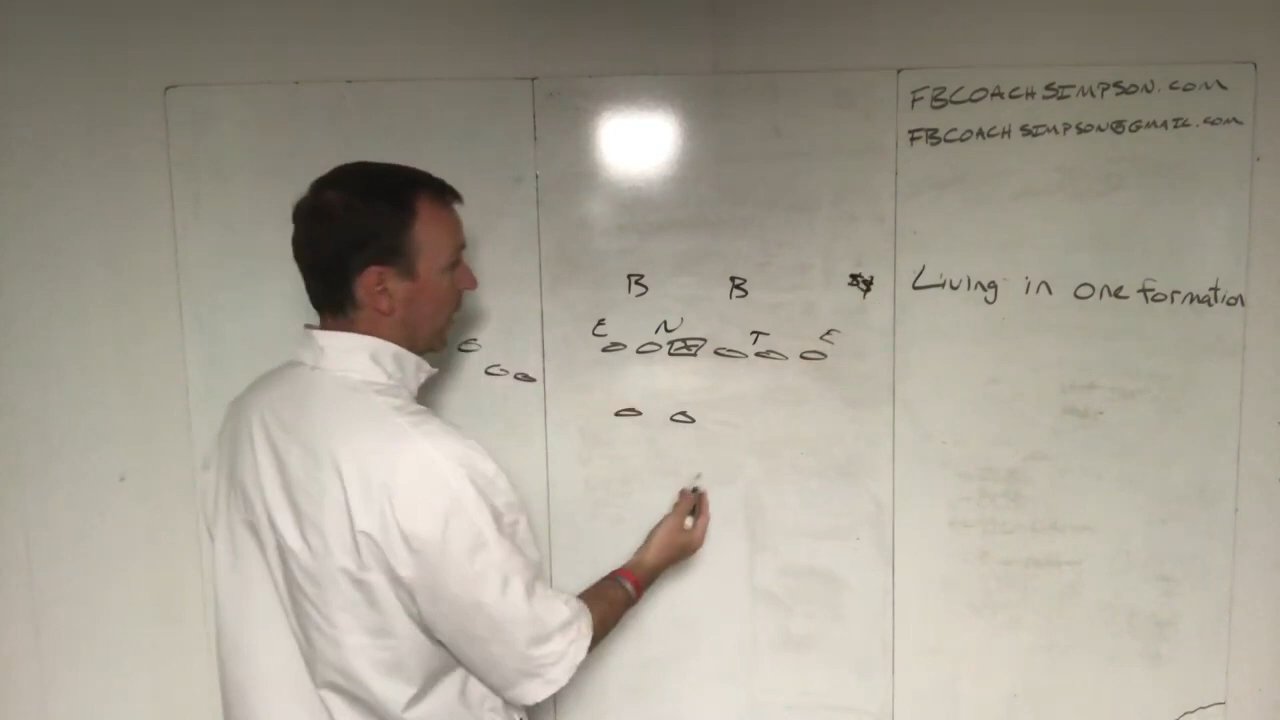 FBCOACHSIMPSON.COM
FBCOACHSIMPSON@GMAIL.COM
B B
Living in one formation
E N T E